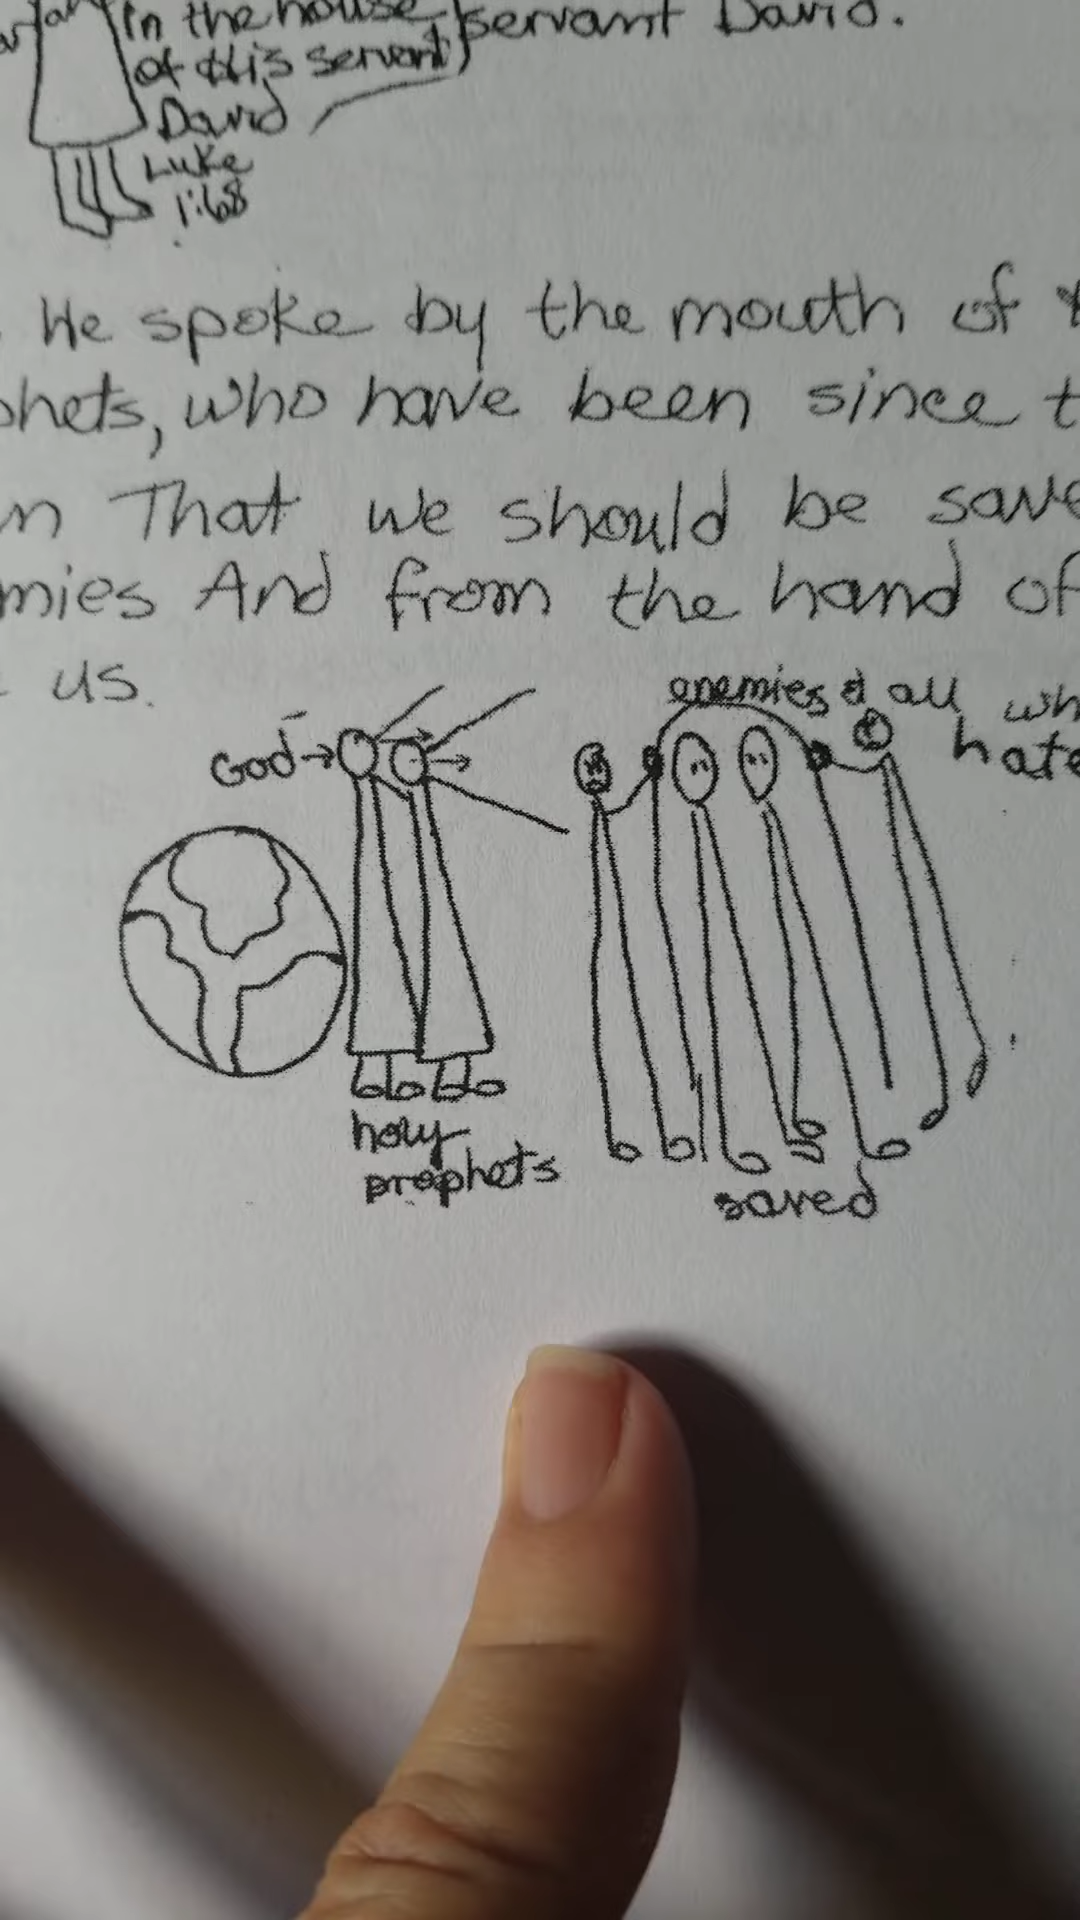 in the house servant David.
of His servant)
David
Luke
1:68
He spoke by the mouth of
phets, who have been since t
n That we should be save
mies And from the hand of
us.
enemies & all wh
hate
God→
holy
prophets
saved